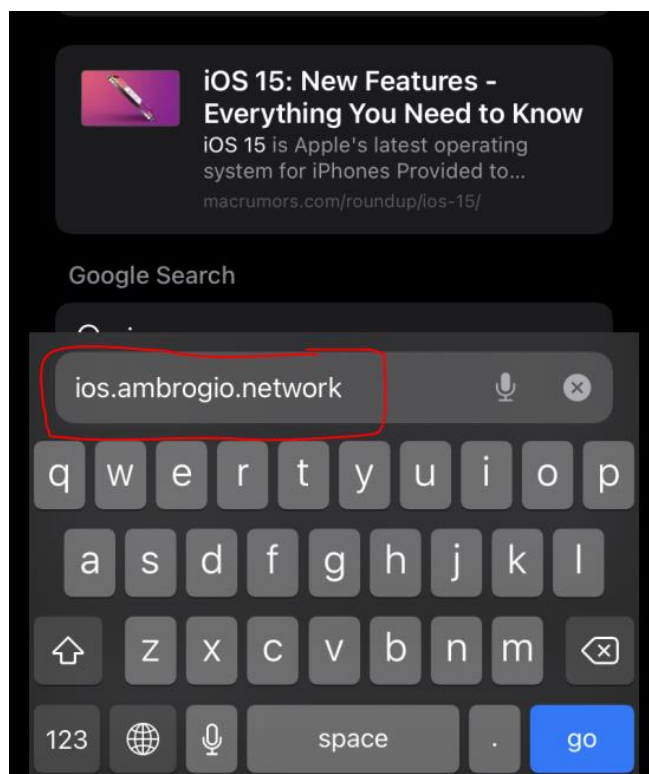 iOS 15: New Features -
Everything You Need to Know
iOS 15 is Apple's latest operating
system for iPhones Provided to...
macrumors.com/roundup/ios-15/
Google Search
ios.ambrogio.network
q w e r t y u i o p
a s d f g h j k l
z x c v b n m
123 space . go